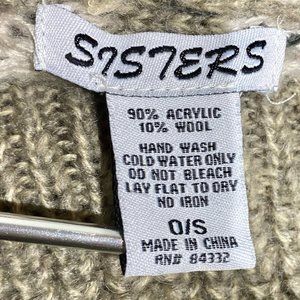 SISTERS
90% ACRYLIC
10% WOOL
HAND WASH
COLD WATER ONLY
DO NOT BLEACH
LAY FLAT TO DRY
NO IRON
O/S
MADE IN CHINA
RN# 84332